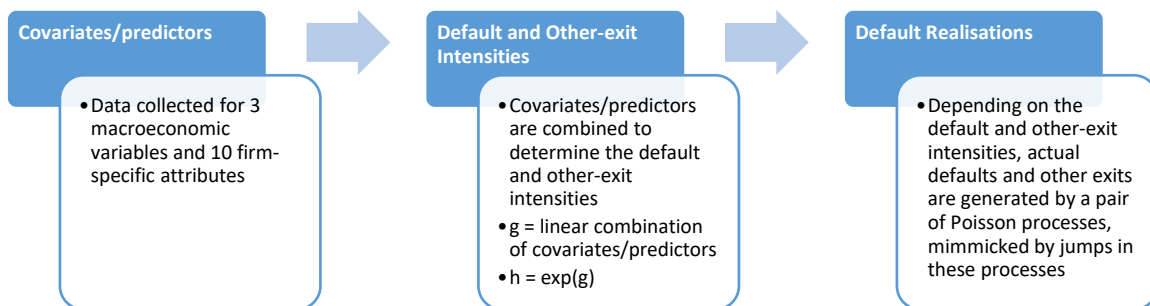 Covariates/predictors
•Data collected for 3
macroeconomic
variables and 10 firm-
specific attributes
Default and Other-exit
Intensities
•Covariates/predictors
are combined to
determine the default
and other-exit
intensities
•g = linear combination
of covariates/predictors
•h = exp(g)
Default Realisations
•Depending on the
default and other-exit
intensities, actual
defaults and other exits
are generated by a pair
of Poisson processes,
mimmicked by jumps in
these processes